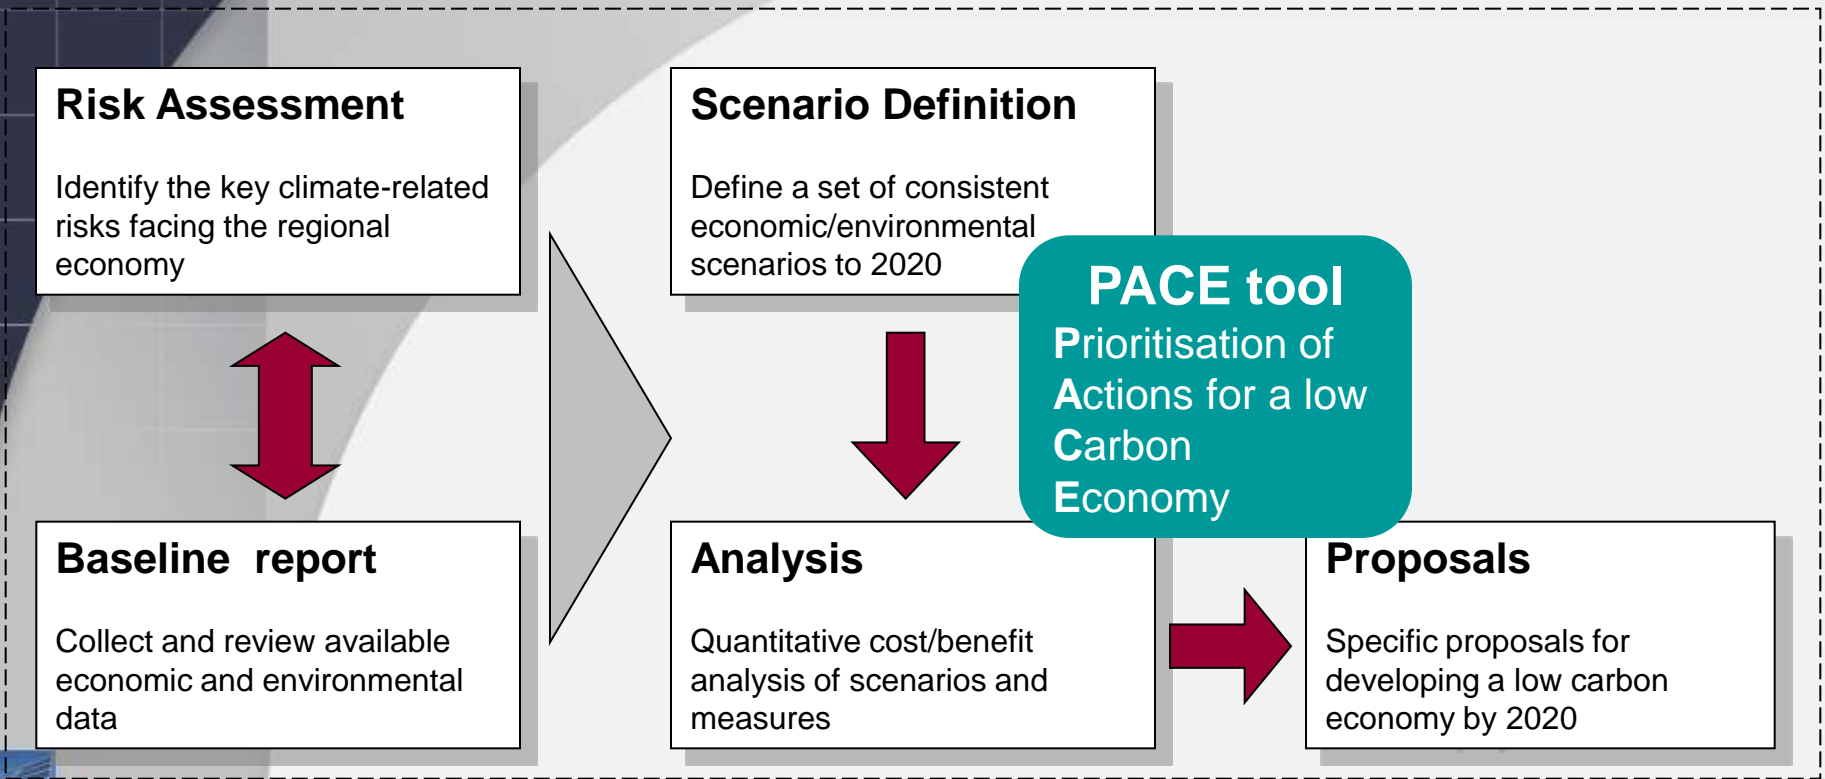 Risk Assessment
Identify the key climate-related
risks facing the regional
economy
Baseline  report
Collect and review available
economic and environmental
data
Scenario Definition
Define a set of consistent
economic/environmental
scenarios to 2020
PACE tool
Prioritisation of
Actions for a low
Carbon
Economy
Analysis
Quantitative cost/benefit
analysis of scenarios and
measures
Proposals
Specific proposals for
developing a low carbon
economy by 2020